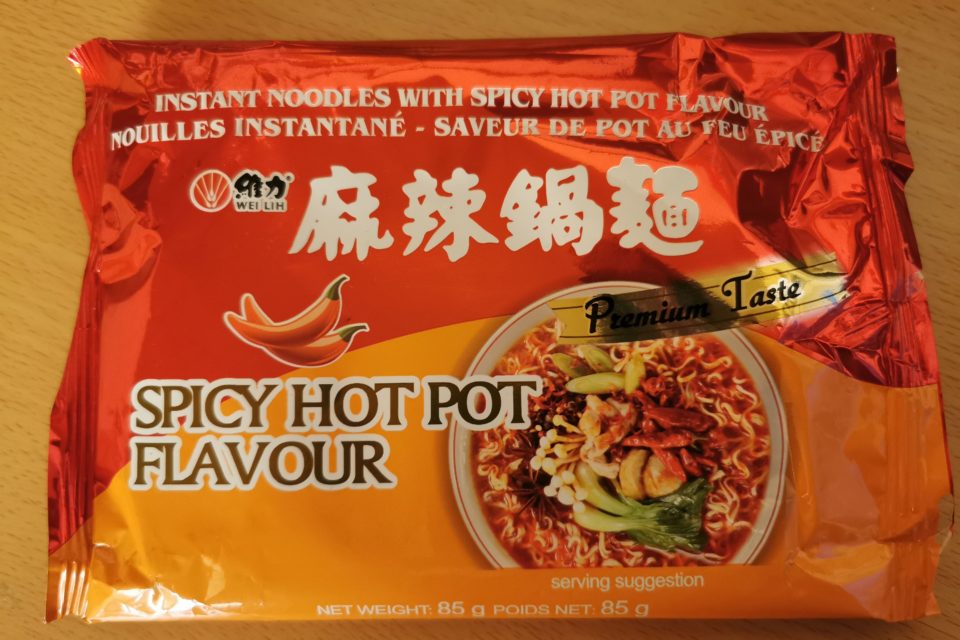 INSTANT NOODLES WITH SPICY HOT POT FLAVOUR
NOUILLES INSTANTANÉ - SAVEUR DE POT AU FEU ÉPICÉ
維力®
WEI LIH
麻辣鍋麵
Premium Taste
SPICY HOT POT
FLAVOUR
serving suggestion
NET WEIGHT: 85 g POIDS NET: 85 g